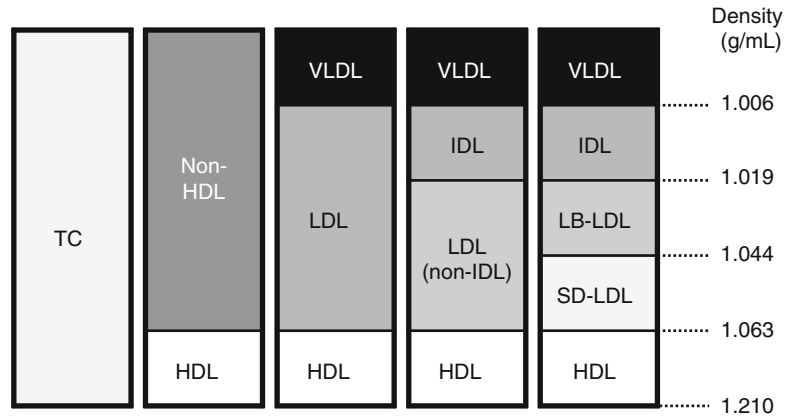 Density
(g/mL)
VLDL VLDL VLDL
1.006
Non-
HDL
IDL IDL
1.019
TC
LDL
LDL
(non-IDL)
LB-LDL
1.044
SD-LDL
1.063
HDL HDL HDL HDL
1.210